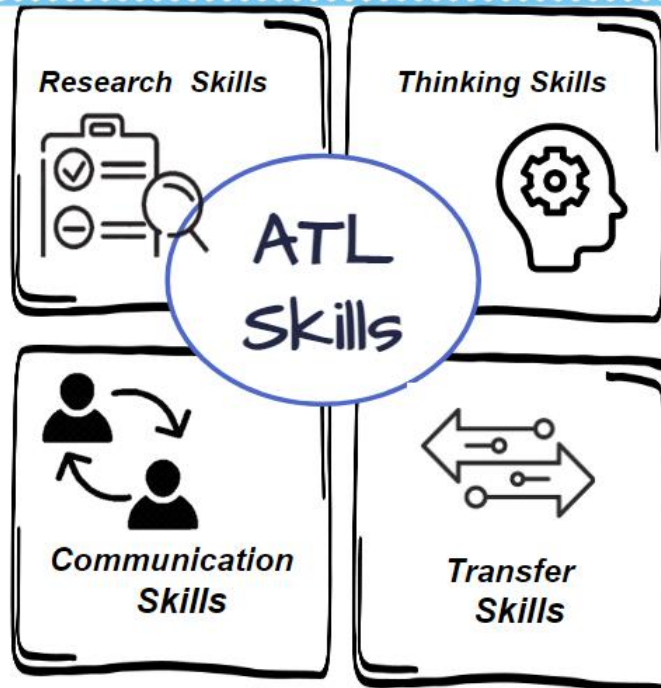 Research Skills
Thinking Skills
ATL
Skills
Communication
Skills
Transfer
Skills